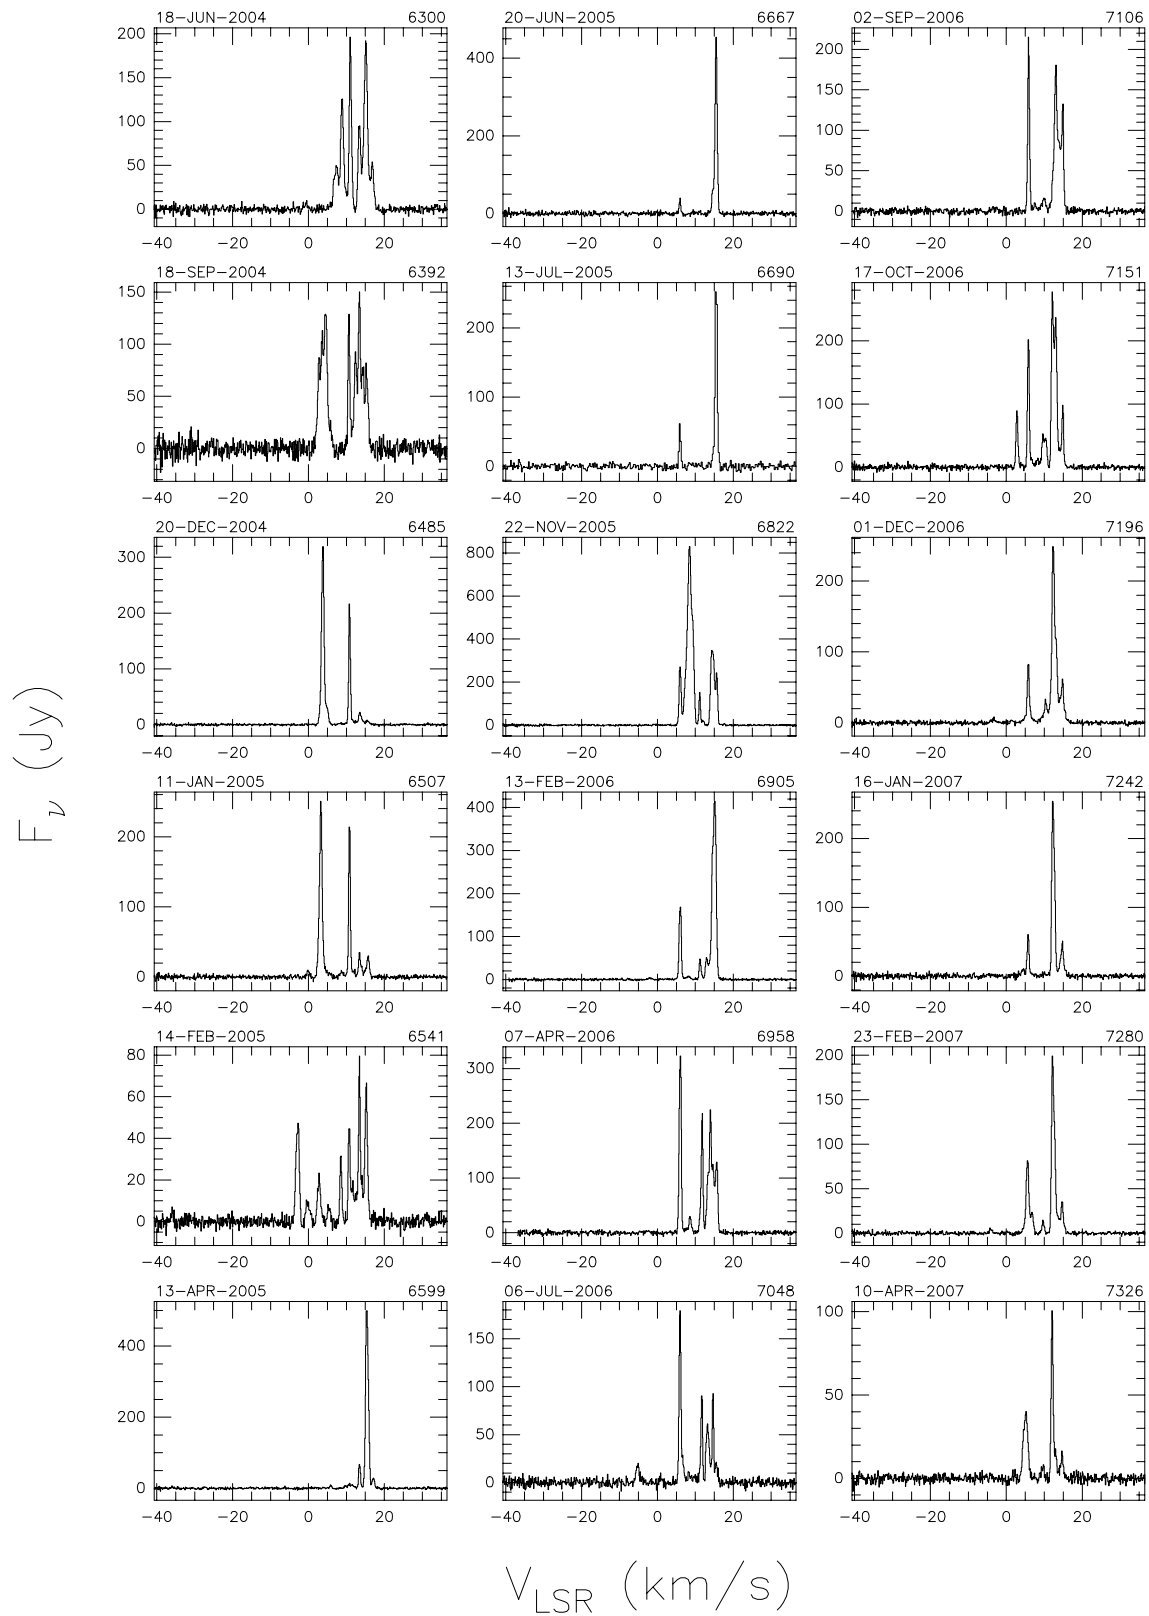 18-JUN-2004 6300
200
150
100
50
0
-40 -20 0 20
20-JUN-2005 6667
400
200
0
-40 -20 0 20
02-SEP-2006 7106
200
150
100
50
0
-40 -20 0 20
18-SEP-2004 6392
150
100
50
0
-40 -20 0 20
13-JUL-2005 6690
200
100
0
-40 -20 0 20
17-OCT-2006 7151
200
100
0
-40 -20 0 20
20-DEC-2004 6485
300
200
100
0
-40 -20 0 20
22-NOV-2005 6822
800
600
400
200
0
-40 -20 0 20
01-DEC-2006 7196
200
100
0
-40 -20 0 20
11-JAN-2005 6507
200
100
0
-40 -20 0 20
13-FEB-2006 6905
400
300
200
100
0
-40 -20 0 20
16-JAN-2007 7242
200
100
0
-40 -20 0 20
14-FEB-2005 6541
80
60
40
20
0
-40 -20 0 20
07-APR-2006 6958
300
200
100
0
-40 -20 0 20
23-FEB-2007 7280
200
150
100
50
0
-40 -20 0 20
13-APR-2005 6599
400
200
0
-40 -20 0 20
06-JUL-2006 7048
150
100
50
0
-40 -20 0 20
10-APR-2007 7326
100
50
0
-40 -20 0 20
Fν (Jy)
VLSR (km/s)